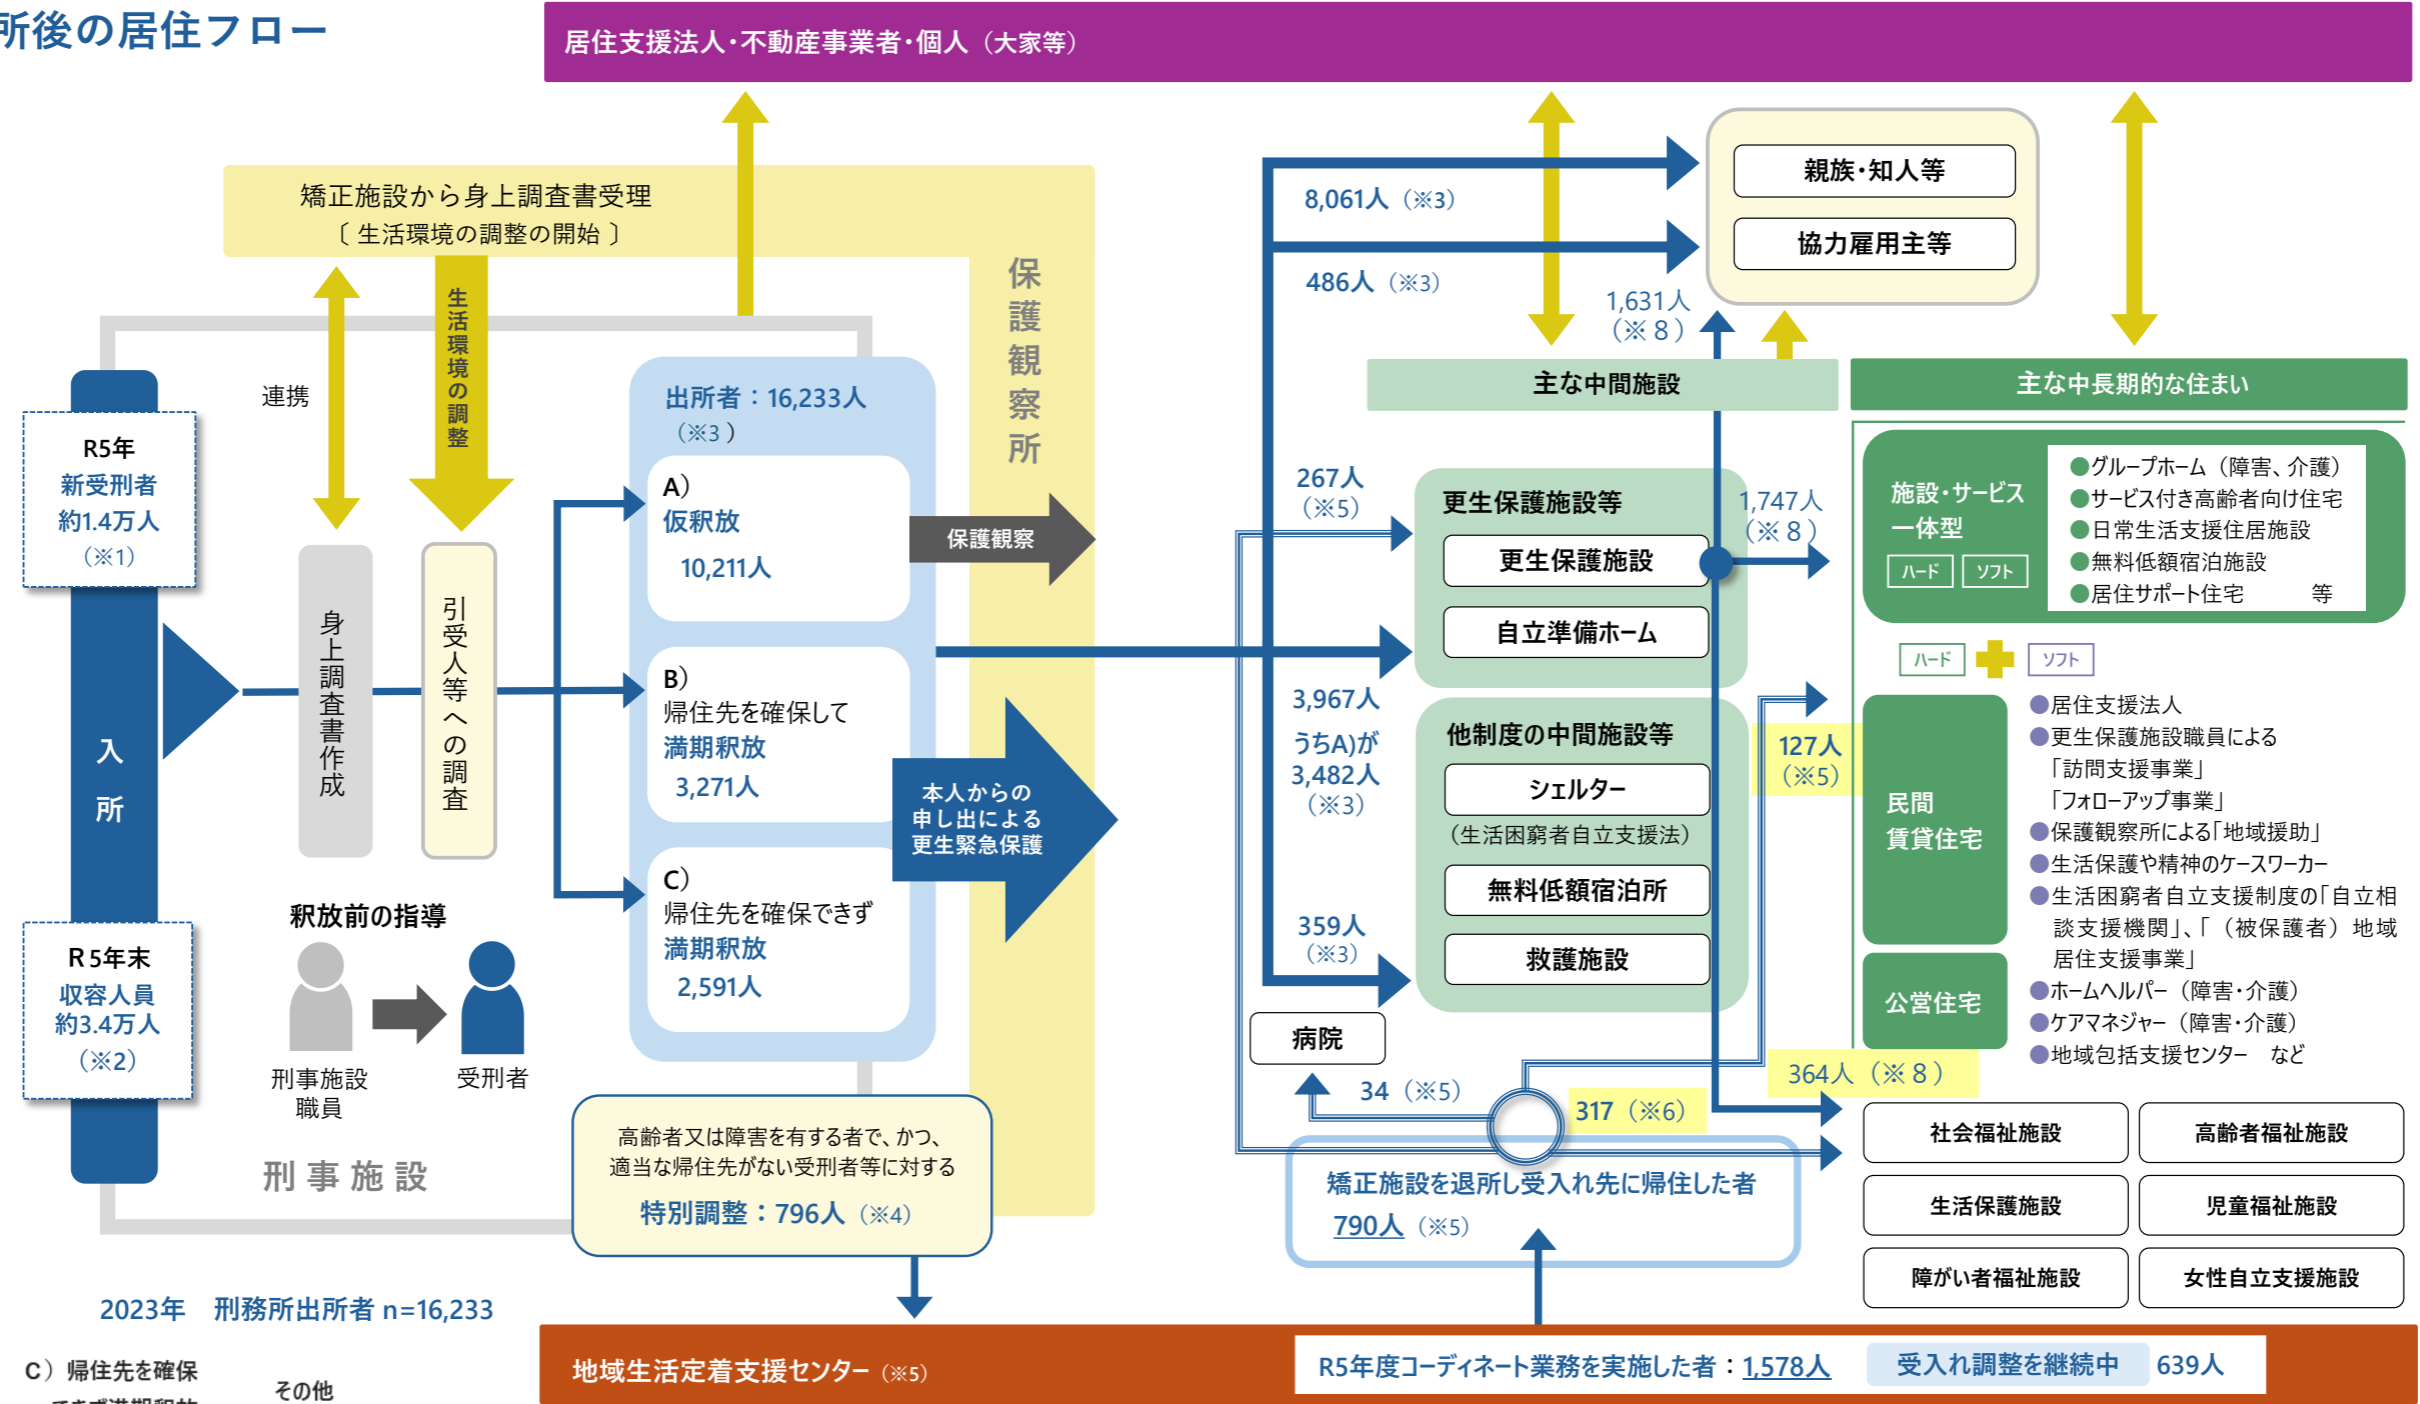 所後の居住フロー
居住支援法人・不動産事業者・個人（大家等）
矯正施設から身上調査書受理
〔 生活環境の調整の開始 〕
保護観察所
連携
生活環境の調整
R5年
新受刑者
約1.4万人
（※1）
入所
R５年末
収容人員
約3.4万人
（※2）
身上調査書作成
引受人等への調査
釈放前の指導
刑事施設
職員
受刑者
刑事施設
出所者：16,233人
（※3 ）
A）
仮釈放
10,211人
B）
帰住先を確保して
満期釈放
3,271人
C）
帰住先を確保できず
満期釈放
2,591人
保護観察
本人からの
申し出による
更生緊急保護
高齢者又は障害を有する者で、かつ、
適当な帰住先がない受刑者等に対する
特別調整：796人（※4）
8,061人（※3）
486人（※3）
親族・知人等
協力雇用主等
1,631人
（※８）
主な中間施設
主な中長期的な住まい
267人
（※5）
更生保護施設等
更生保護施設
自立準備ホーム
1,747人
（※８）
3,967人
うちA)が
3,482人
（※3）
他制度の中間施設等
シェルター
（生活困窮者自立支援法）
無料低額宿泊所
救護施設
359人
（※3）
127人
（※5）
病院
34（※5）
317（※6）
364人（※８）
矯正施設を退所し受入れ先に帰住した者
790人（※5）
施設・サービス
一体型
ハード ソフト
●グループホーム（障害、介護）
●サービス付き高齢者向け住宅
●日常生活支援住居施設
●無料低額宿泊施設
●居住サポート住宅　　　等
ハード ソフト
民間
賃貸住宅
公営住宅
●居住支援法人
●更生保護施設職員による
「訪問支援事業」
「フォローアップ事業」
●保護観察所による「地域援助」
●生活保護や精神のケースワーカー
●生活困窮者自立支援制度の「自立相
談支援機関」、「（被保護者）地域
居住支援事業」
●ホームヘルパー（障害・介護）
●ケアマネジャー（障害・介護）
●地域包括支援センター　など
社会福祉施設 高齢者福祉施設
生活保護施設 児童福祉施設
障がい者福祉施設 女性自立支援施設
2023年　刑務所出所者 n=16,233
C）帰住先を確保
できず満期釈放
その他
地域生活定着支援センター（※5）
R5年度コーディネート業務を実施した者：1,578人 受入れ調整を継続中 639人